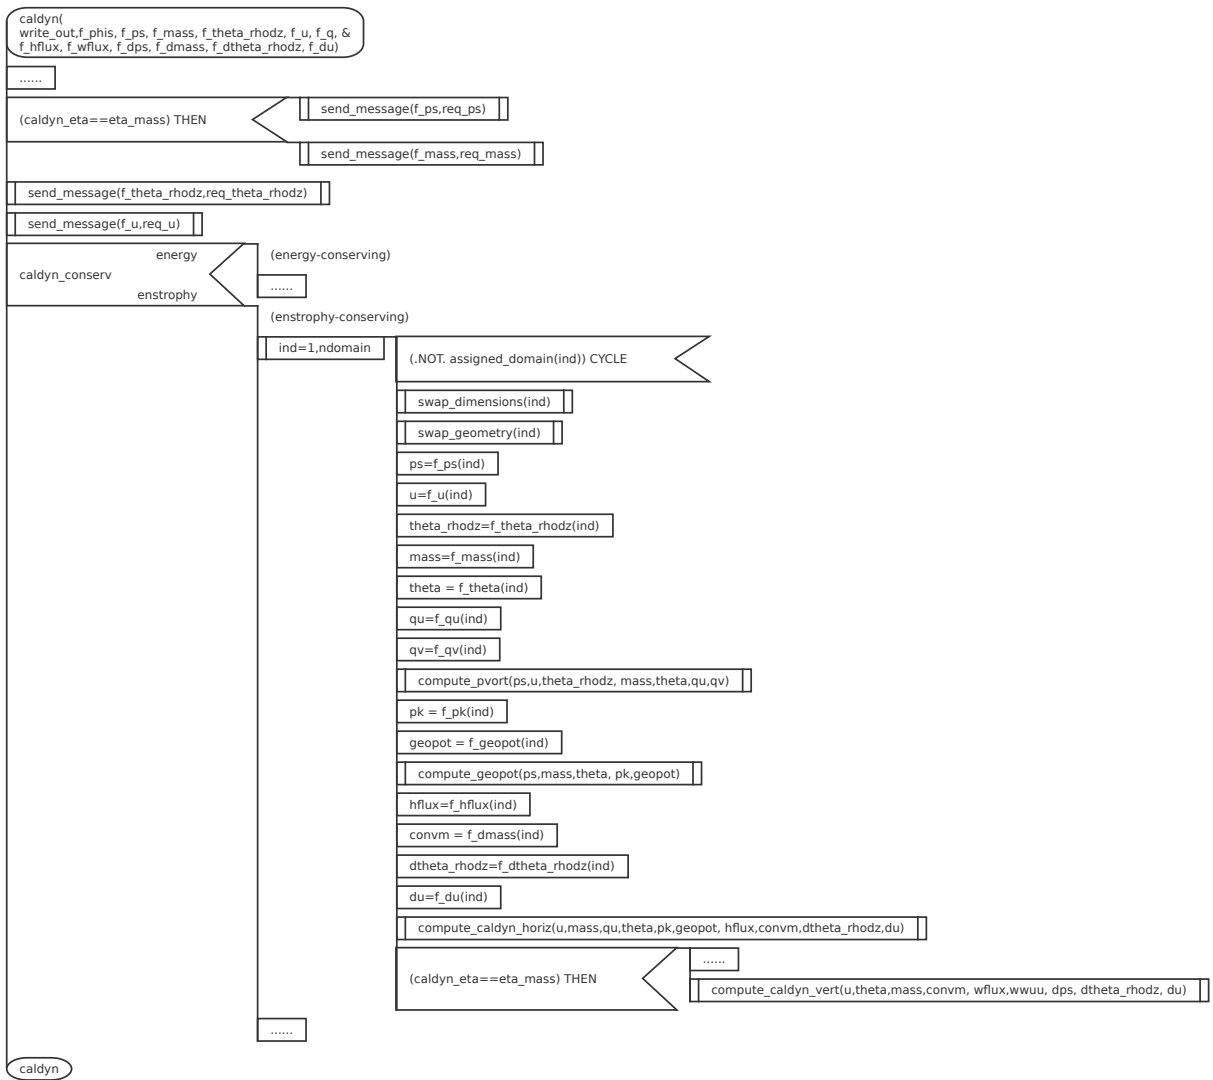 caldyn(
write_out,f_phis, f_ps, f_mass, f_theta_rhodz, f_u, f_q, &
f_hflux, f_wflux, f_dps, f_dmass, f_dtheta_rhodz, f_du)
......
(caldyn_eta==eta_mass) THEN
send_message(f_ps,req_ps)
send_message(f_mass,req_mass)
send_message(f_theta_rhodz,req_theta_rhodz)
send_message(f_u,req_u)
caldyn_conserv
energy
(energy-conserving)
......
enstrophy
(enstrophy-conserving)
ind=1,ndomain
(.NOT. assigned_domain(ind)) CYCLE
swap_dimensions(ind)
swap_geometry(ind)
ps=f_ps(ind)
u=f_u(ind)
theta_rhodz=f_theta_rhodz(ind)
mass=f_mass(ind)
theta = f_theta(ind)
qu=f_qu(ind)
qv=f_qv(ind)
compute_pvort(ps,u,theta_rhodz, mass,theta,qu,qv)
pk = f_pk(ind)
geopot = f_geopot(ind)
compute_geopot(ps,mass,theta, pk,geopot)
hflux=f_hflux(ind)
convm = f_dmass(ind)
dtheta_rhodz=f_dtheta_rhodz(ind)
du=f_du(ind)
compute_caldyn_horiz(u,mass,qu,theta,pk,geopot, hflux,convm,dtheta_rhodz,du)
(caldyn_eta==eta_mass) THEN
......
compute_caldyn_vert(u,theta,mass,convm, wflux,wwuu, dps, dtheta_rhodz, du)
......
caldyn